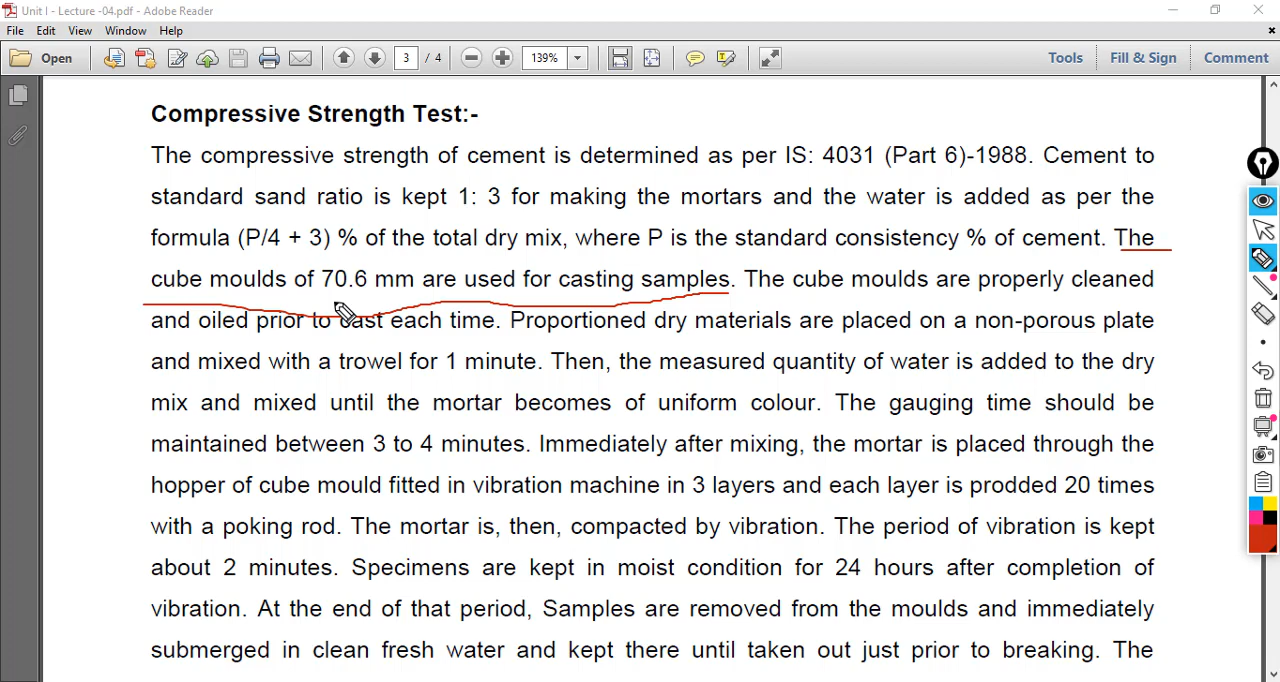 Unit I - Lecture -04.pdf - Adobe Reader
File Edit View Window Help
Open 3 / 4 139% Tools Fill & Sign Comment
Compressive Strength Test:-
The compressive strength of cement is determined as per IS: 4031 (Part 6)-1988. Cement to
standard sand ratio is kept 1: 3 for making the mortars and the water is added as per the
formula (P/4 + 3) % of the total dry mix, where P is the standard consistency % of cement. The
cube moulds of 70.6 mm are used for casting samples. The cube moulds are properly cleaned
and oiled prior to cast each time. Proportioned dry materials are placed on a non-porous plate
and mixed with a trowel for 1 minute. Then, the measured quantity of water is added to the dry
mix and mixed until the mortar becomes of uniform colour. The gauging time should be
maintained between 3 to 4 minutes. Immediately after mixing, the mortar is placed through the
hopper of cube mould fitted in vibration machine in 3 layers and each layer is prodded 20 times
with a poking rod. The mortar is, then, compacted by vibration. The period of vibration is kept
about 2 minutes. Specimens are kept in moist condition for 24 hours after completion of
vibration. At the end of that period, Samples are removed from the moulds and immediately
submerged in clean fresh water and kept there until taken out just prior to breaking. The